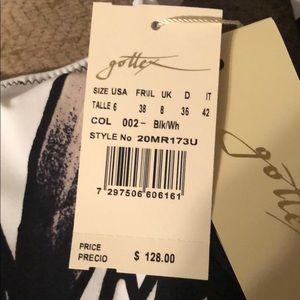 gottex
SIZE USA FR\IL UK D IT
TALLE 6 38 8 36 42
COL 002- Blk/Wh
STYLE No 20MR173U
7 297506 606161
PRICE
PRECIO $ 128.00
gottex